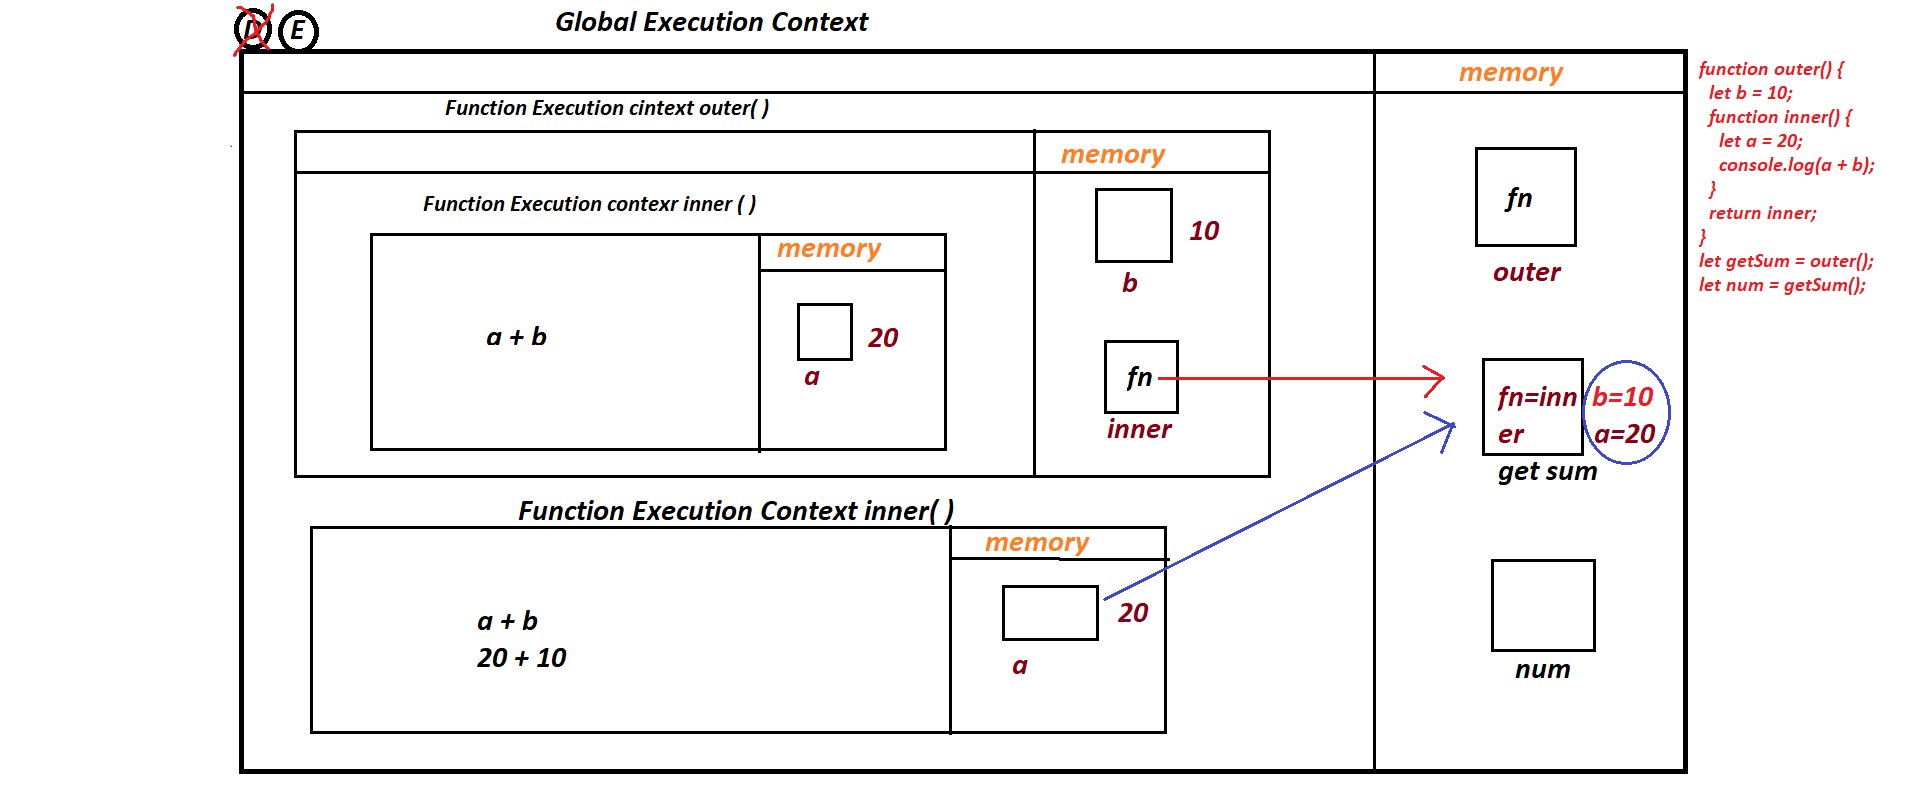 D E
Global Execution Context
memory
Function Execution cintext outer( )
memory
Function Execution contexr inner ( )
memory
a + b
20
a
10
b
fn
inner
Function Execution Context inner( )
memory
a + b
20 + 10
20
a
fn
outer
fn=inn
er
b=10
a=20
get sum
num
function outer() {
let b = 10;
function inner() {
let a = 20;
console.log(a + b);
}
return inner;
}
let getSum = outer();
let num = getSum();